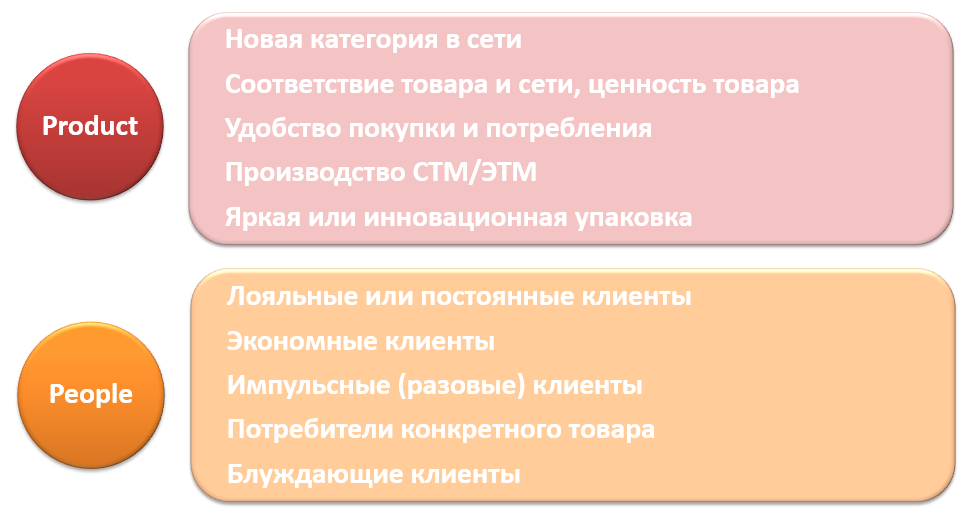 Product
Новая категория в сети
Соответствие товара и сети, ценность товара
Удобство покупки и потребления
Производство СТМ/ЭТМ
Яркая или инновационная упаковка
People
Лояльные или постоянные клиенты
Экономные клиенты
Импульсные (разовые) клиенты
Потребители конкретного товара
Блуждающие клиенты